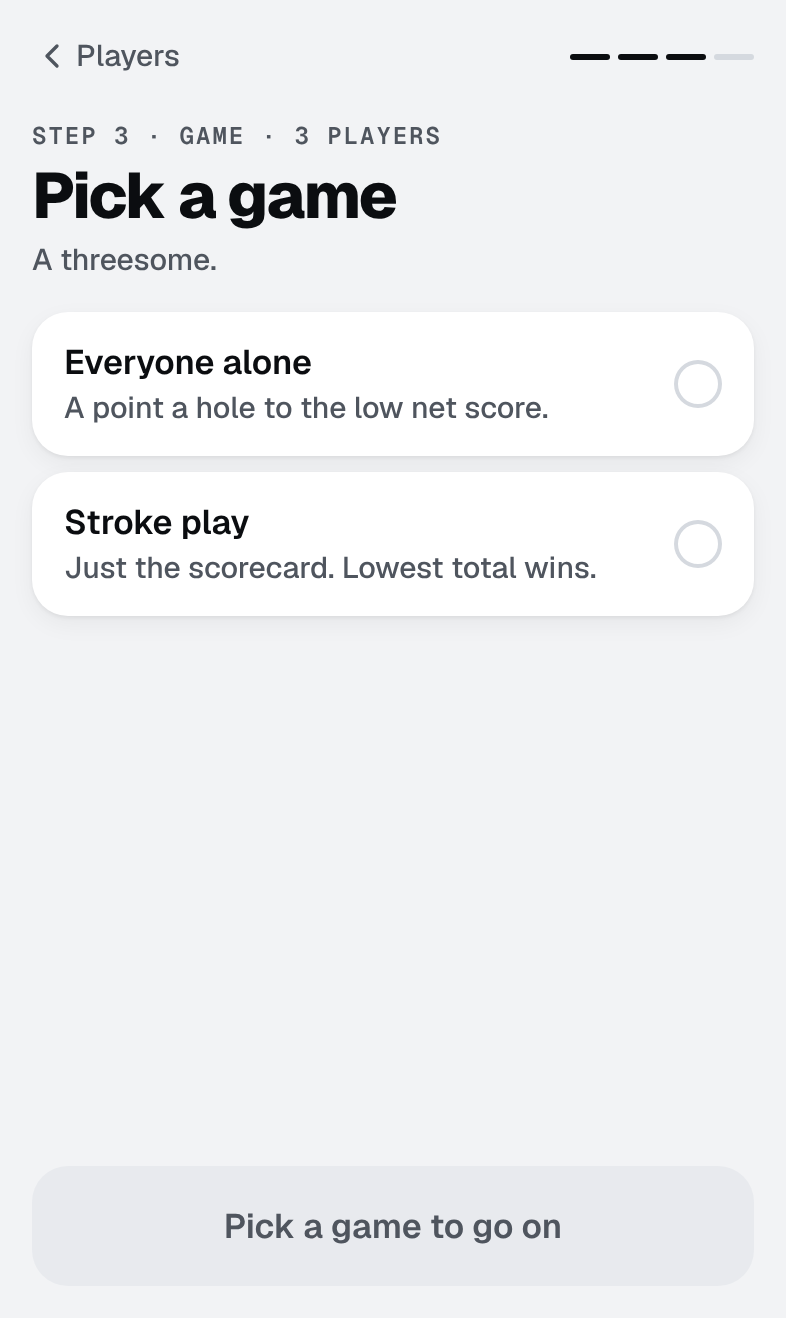 Players
STEP 3 · GAME · 3 PLAYERS
Pick a game
A threesome.
Everyone alone
A point a hole to the low net score.
Stroke play
Just the scorecard. Lowest total wins.
Pick a game to go on